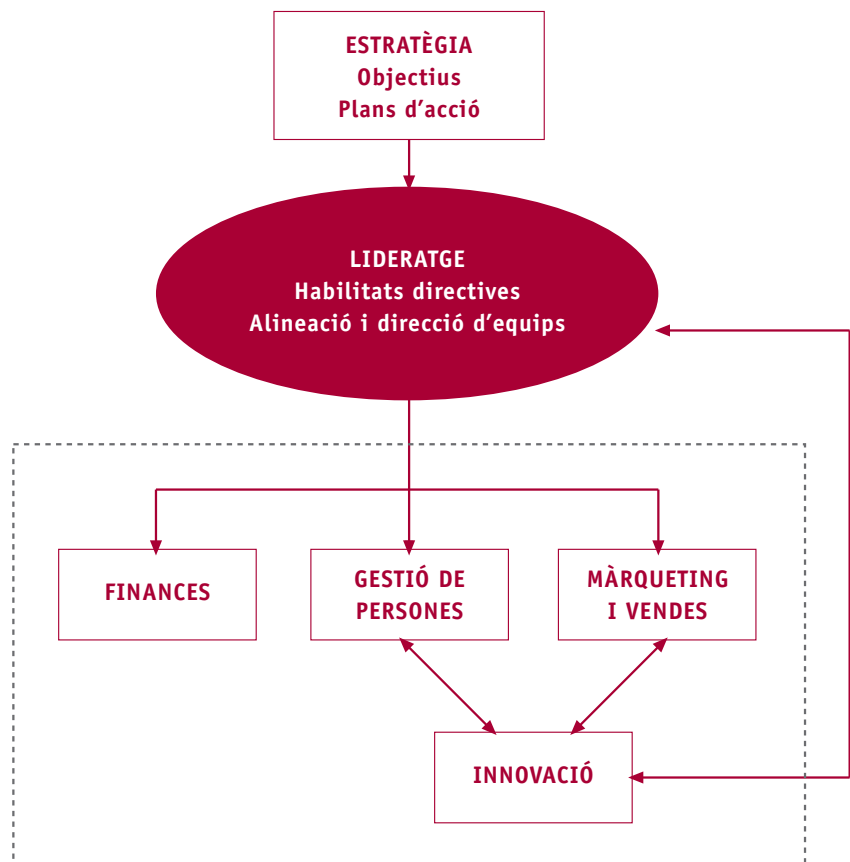 ESTRATÈGIA
Objectius
Plans d’acció
LIDERATGE
Habilitats directives
Alineació i direcció d’equips
FINANCES
GESTIÓ DE
PERSONES
MÀRQUETING
I VENDES
INNOVACIÓ